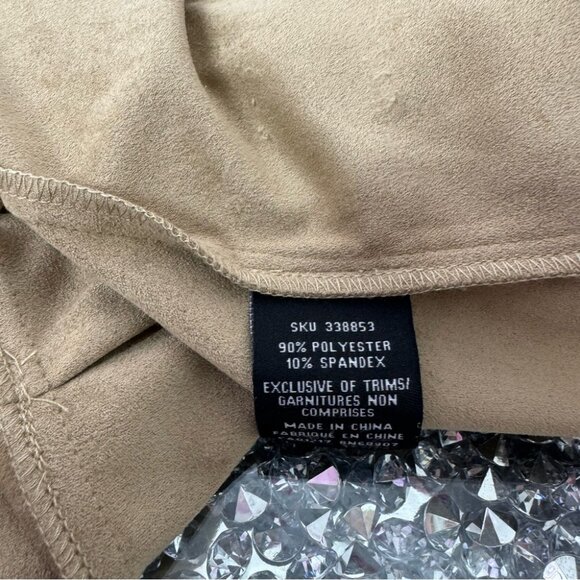 SKU 338853
90% POLYESTER
10% SPANDEX
EXCLUSIVE OF TRIMS/
GARNITURES NON
COMPRISES
MADE IN CHINA
FABRIQUÉ EN CHINE